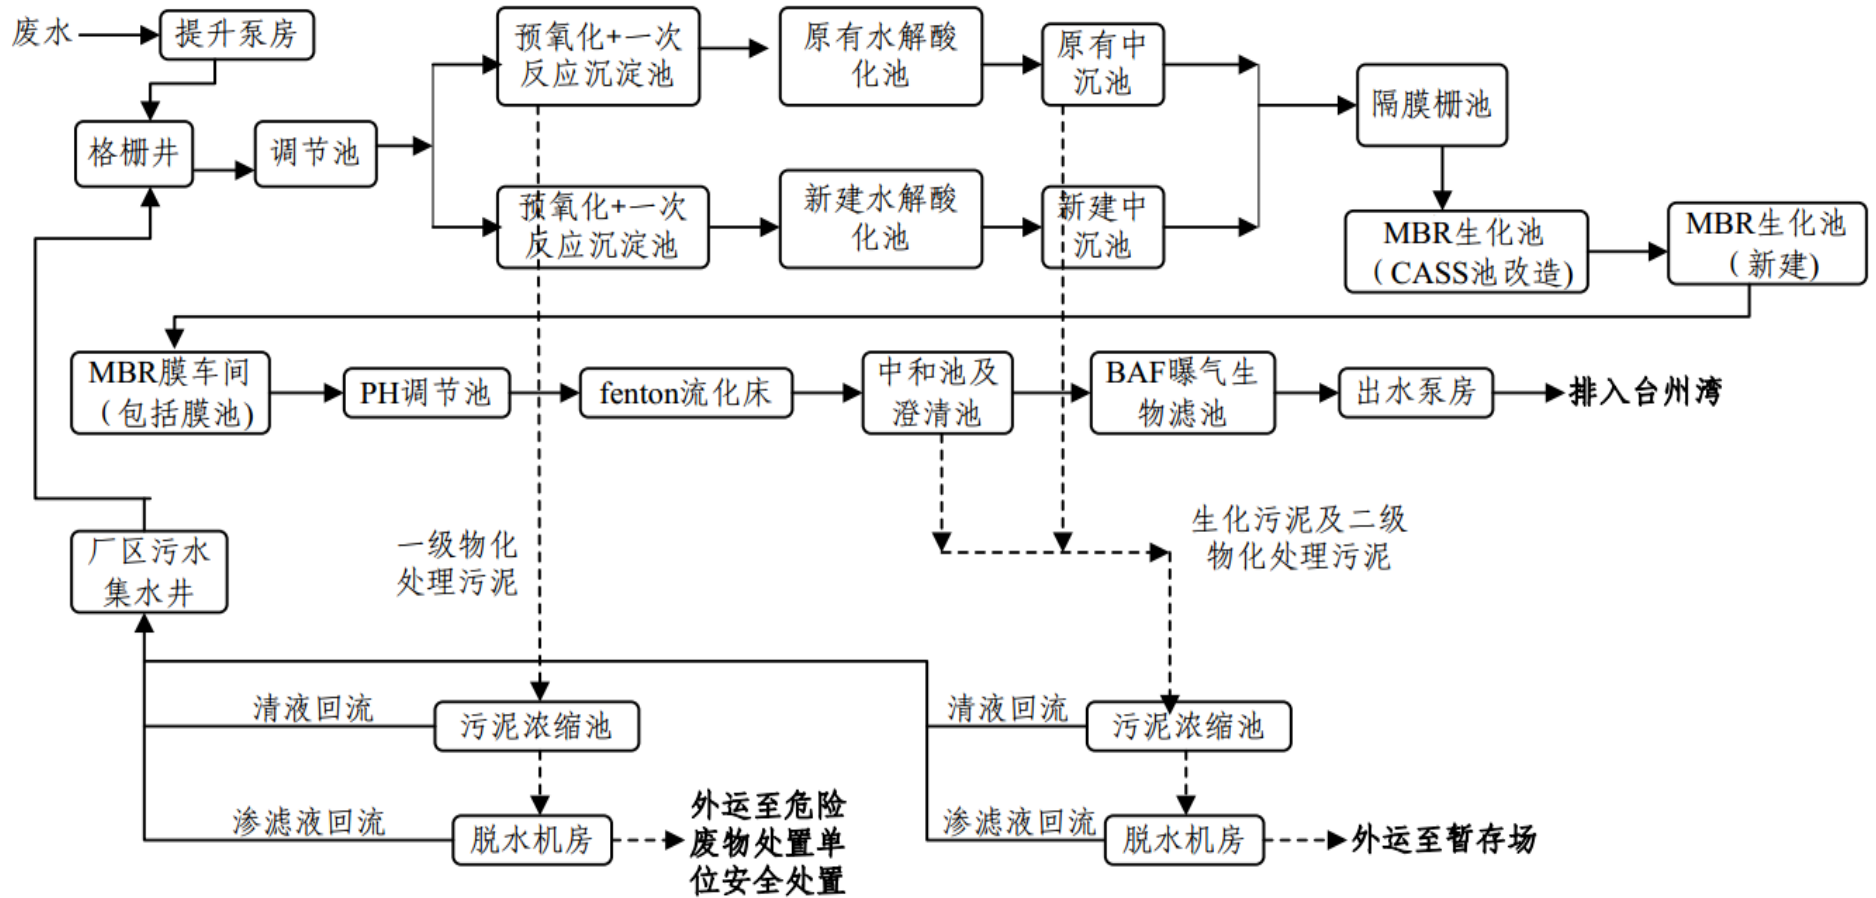 废水
提升泵房
格栅井
调节池
预氧化+一次
反应沉淀池
原有水解酸
化池
原有中
沉池
隔膜栅池
预氧化+一次
反应沉淀池
新建水解酸
化池
新建中
沉池
MBR生化池
（CASS池改造)
MBR生化池
（新建)
MBR膜车间
（包括膜池)
PH调节池
fenton流化床
中和池及
澄清池
BAF曝气生
物滤池
出水泵房
排入台州湾
厂区污水
集水井
一级物化
处理污泥
生化污泥及二级
物化处理污泥
清液回流
污泥浓缩池
清液回流
污泥浓缩池
渗滤液回流
脱水机房
外运至危险
废物处置单
位安全处置
渗滤液回流
脱水机房
外运至暂存场